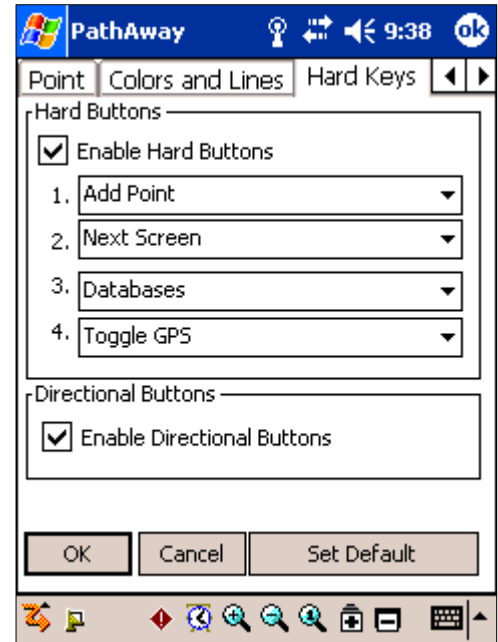 PathAway 9:38 ok
Point Colors and Lines Hard Keys
Hard Buttons
Enable Hard Buttons
1. Add Point
2. Next Screen
3. Databases
4. Toggle GPS
Directional Buttons
Enable Directional Buttons
OK Cancel Set Default